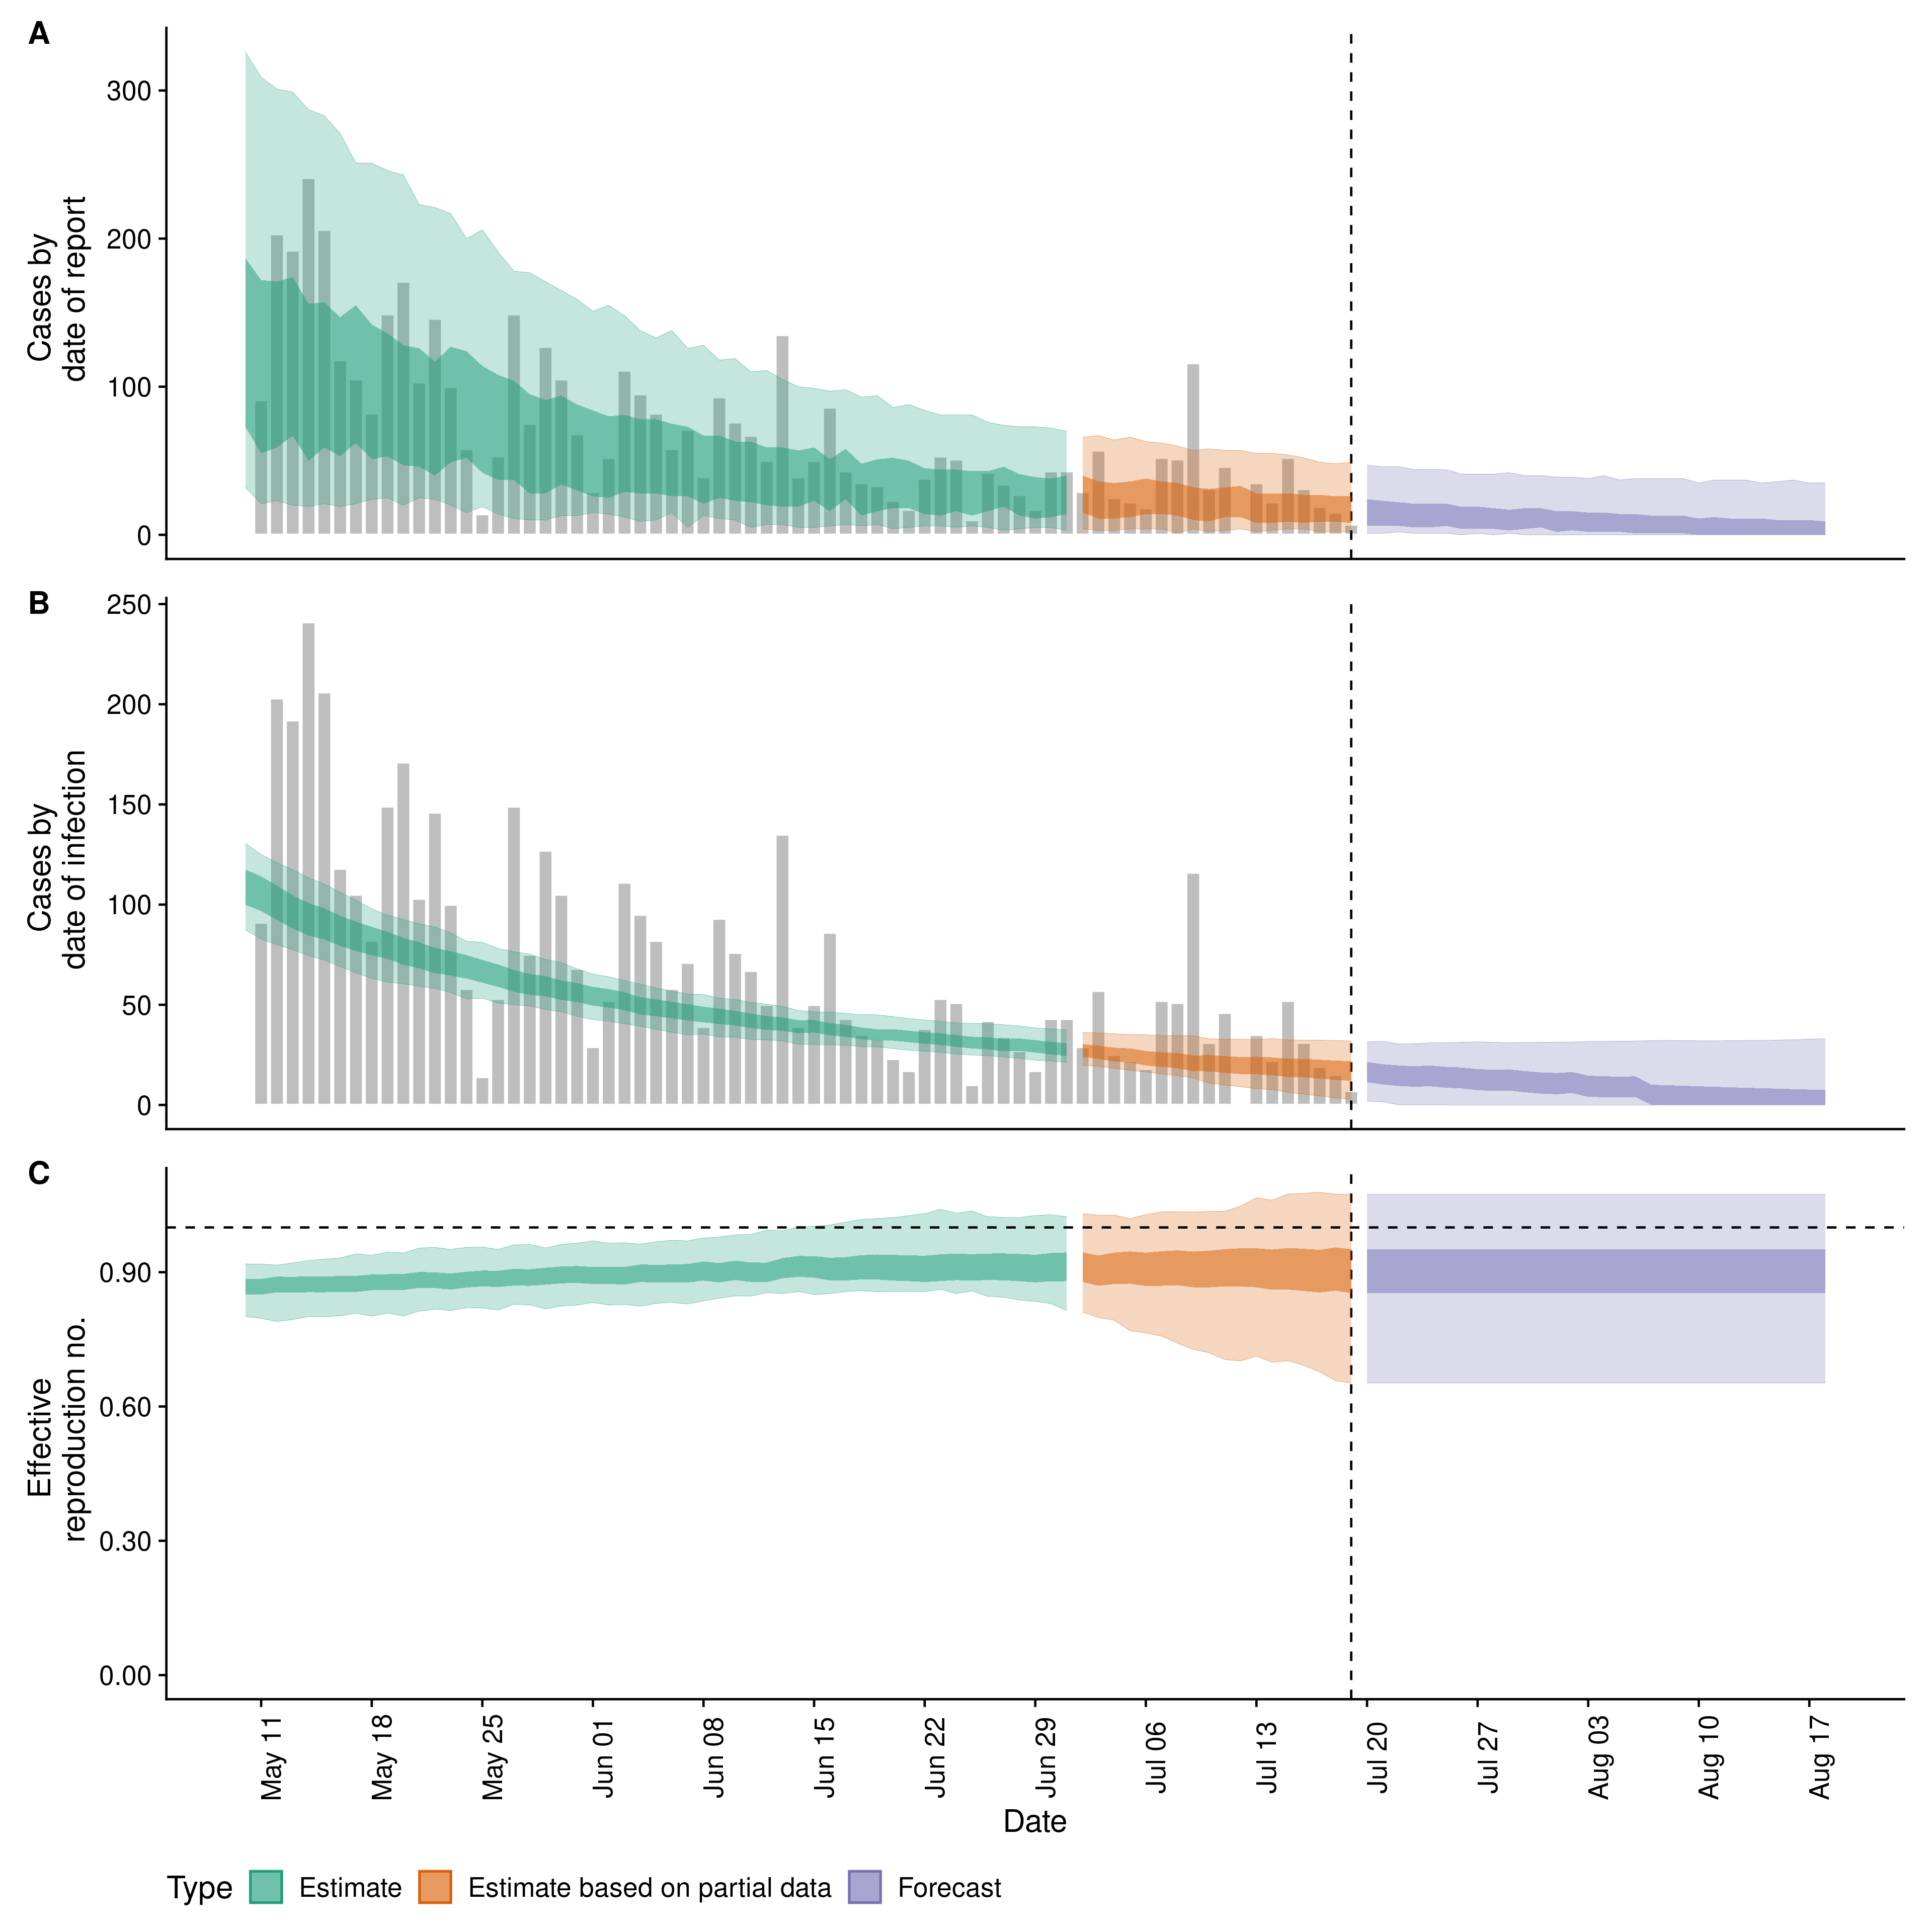 A
Cases by
date of report
300
200
100
0
B
Cases by
date of infection
250
200
150
100
50
0
C
Effective
reproduction no.
0.90
0.60
0.30
0.00
May 11
May 18
May 25
Jun 01
Jun 08
Jun 15
Jun 22
Jun 29
Jul 06
Jul 13
Jul 20
Jul 27
Aug 03
Aug 10
Aug 17
Date
Type
Estimate
Estimate based on partial data
Forecast